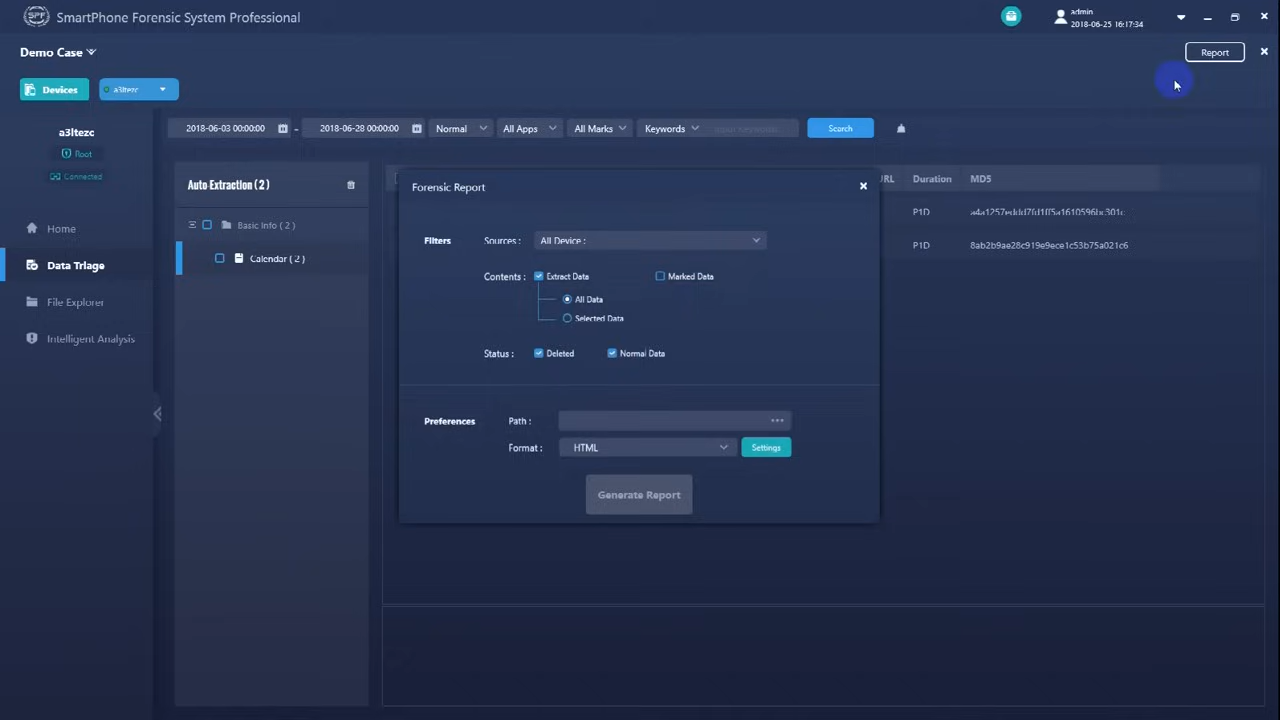 SPF SmartPhone Forensic System Professional
admin
2018-06-25 16:17:34
Demo Case
Report
Devices
a3ltezc
a3ltezc
Root
Connected
2018-06-03 00:00:00 - 2018-06-28 00:00:00 Normal All Apps All Marks Keywords Input Keywords Search
Home
Data Triage
File Explorer
Intelligent Analysis
Auto Extraction ( 2 )
Basic Info ( 2 )
Calendar ( 2 )
URL Duration MD5
P1D
P1D 8ab2b9ae28c919e9ece1c53b75a021c6
Forensic Report
Filters Sources : All Device :
Contents : Extract Data Marked Data
All Data
Selected Data
Status : Deleted Normal Data
Preferences Path : ...
Format : HTML Settings
Generate Report